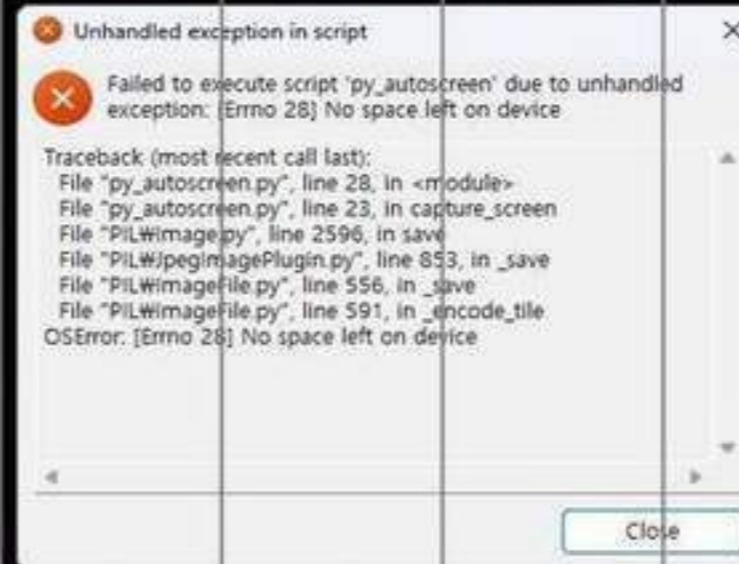 Unhandled exception in script
Failed to execute script 'py_autoscreen' due to unhandled
exception: [Errno 28] No space left on device
Traceback (most recent call last):
File "py_autoscreen.py", line 28, in <module>
File "py_autoscreen.py", line 23, in capture_screen
File "PIL₩Image.py", line 2596, in save
File "PIL₩JpegImagePlugin.py", line 853, in _save
File "PIL₩ImageFile.py", line 556, in _save
File "PIL₩ImageFile.py", line 591, in _encode_tile
OSError: [Errno 28] No space left on device
Close